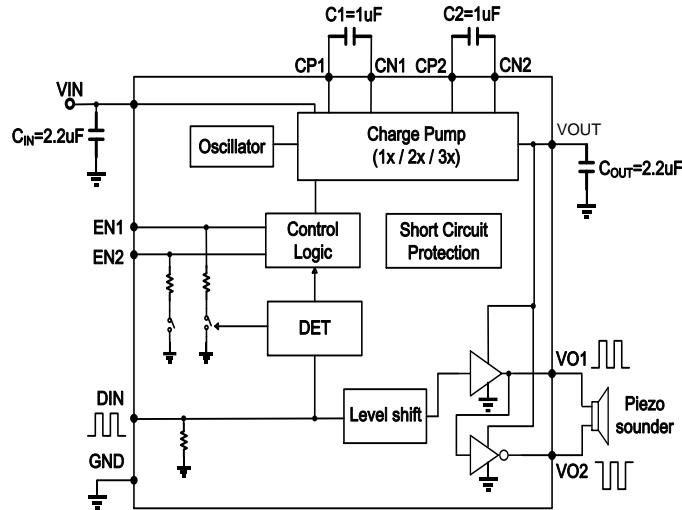 C1=1uF
C2=1uF
CP1
CN1
CP2
CN2
VIN
CIN=2.2uF
Oscillator
Charge Pump
(1x / 2x / 3x)
VOUT
COUT=2.2uF
EN1
EN2
Control
Logic
Short Circuit
Protection
DET
DIN
Level shift
VO1
Piezo
sounder
GND
VO2